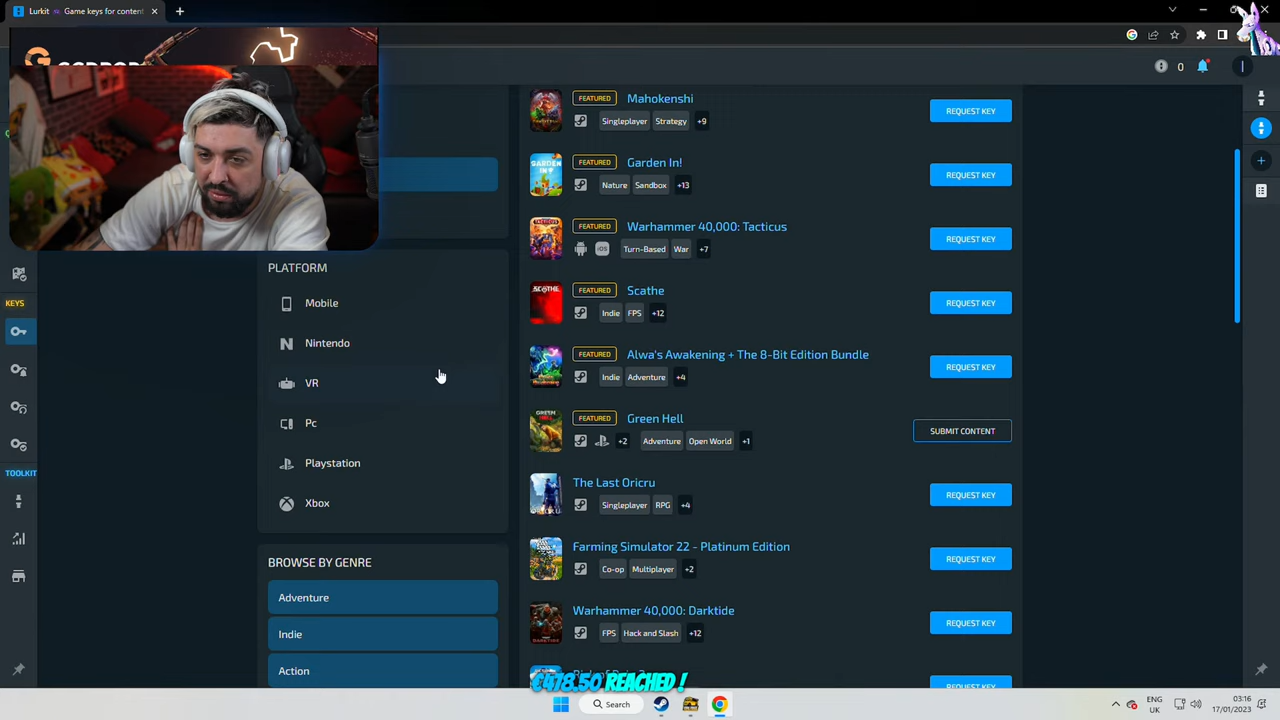 Lurkit Game keys for content
0
FEATURED Mahokenshi
Singleplayer Strategy +9
REQUEST KEY
FEATURED Garden In!
Nature Sandbox +13
REQUEST KEY
FEATURED Warhammer 40,000: Tacticus
iOS Turn-Based War +7
REQUEST KEY
PLATFORM
Mobile
Nintendo
VR
Pc
Playstation
Xbox
BROWSE BY GENRE
Adventure
Indie
Action
KEYS
TOOLKIT
FEATURED Scathe
Indie FPS +12
REQUEST KEY
FEATURED Alwa's Awakening + The 8-Bit Edition Bundle
Indie Adventure +4
REQUEST KEY
FEATURED Green Hell
+2 Adventure Open World +1
SUBMIT CONTENT
The Last Oricru
Singleplayer RPG +4
REQUEST KEY
Farming Simulator 22 - Platinum Edition
Co-op Multiplayer +2
REQUEST KEY
Warhammer 40,000: Darktide
FPS Hack and Slash +12
REQUEST KEY
REQUEST KEY
€478.50 REACHED !
Search
ENG
UK
03:16
17/01/2023